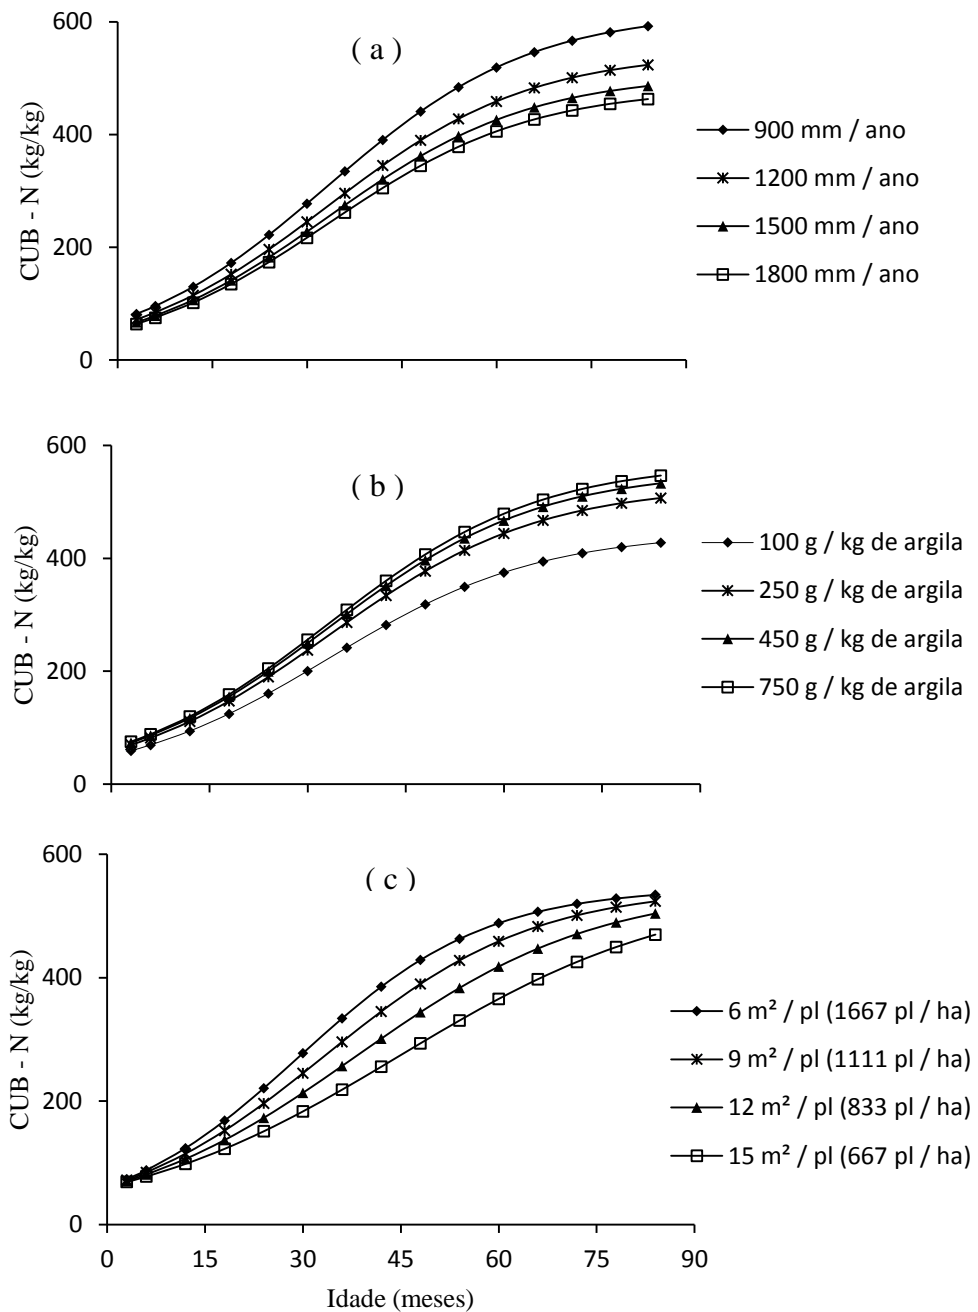 600
400
200
0
CUB - N (kg/kg)
( a )
900 mm / ano
1200 mm / ano
1500 mm / ano
1800 mm / ano
600
400
200
0
CUB - N (kg/kg)
( b )
100 g / kg de argila
250 g / kg de argila
450 g / kg de argila
750 g / kg de argila
600
400
200
0
CUB - N (kg/kg)
( c )
6 m² / pl (1667 pl / ha)
9 m² / pl (1111 pl / ha)
12 m² / pl (833 pl / ha)
15 m² / pl (667 pl / ha)
0 15 30 45 60 75 90
Idade (meses)